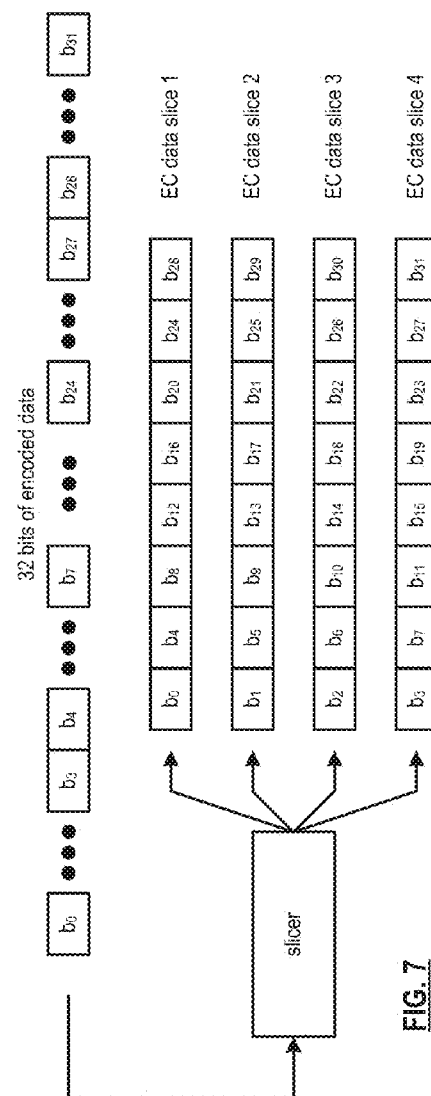 32 bits of encoded data
b0 ••• b3 b4 ••• b7 ••• b24 ••• b27 b28 ••• b31
b0 b4 b8 b12 b16 b20 b24 b28 EC data slice 1
b1 b5 b9 b13 b17 b21 b25 b29 EC data slice 2
slicer
b2 b6 b10 b14 b18 b22 b26 b30 EC data slice 3
b3 b7 b11 b15 b19 b23 b27 b31 EC data slice 4
FIG. 7